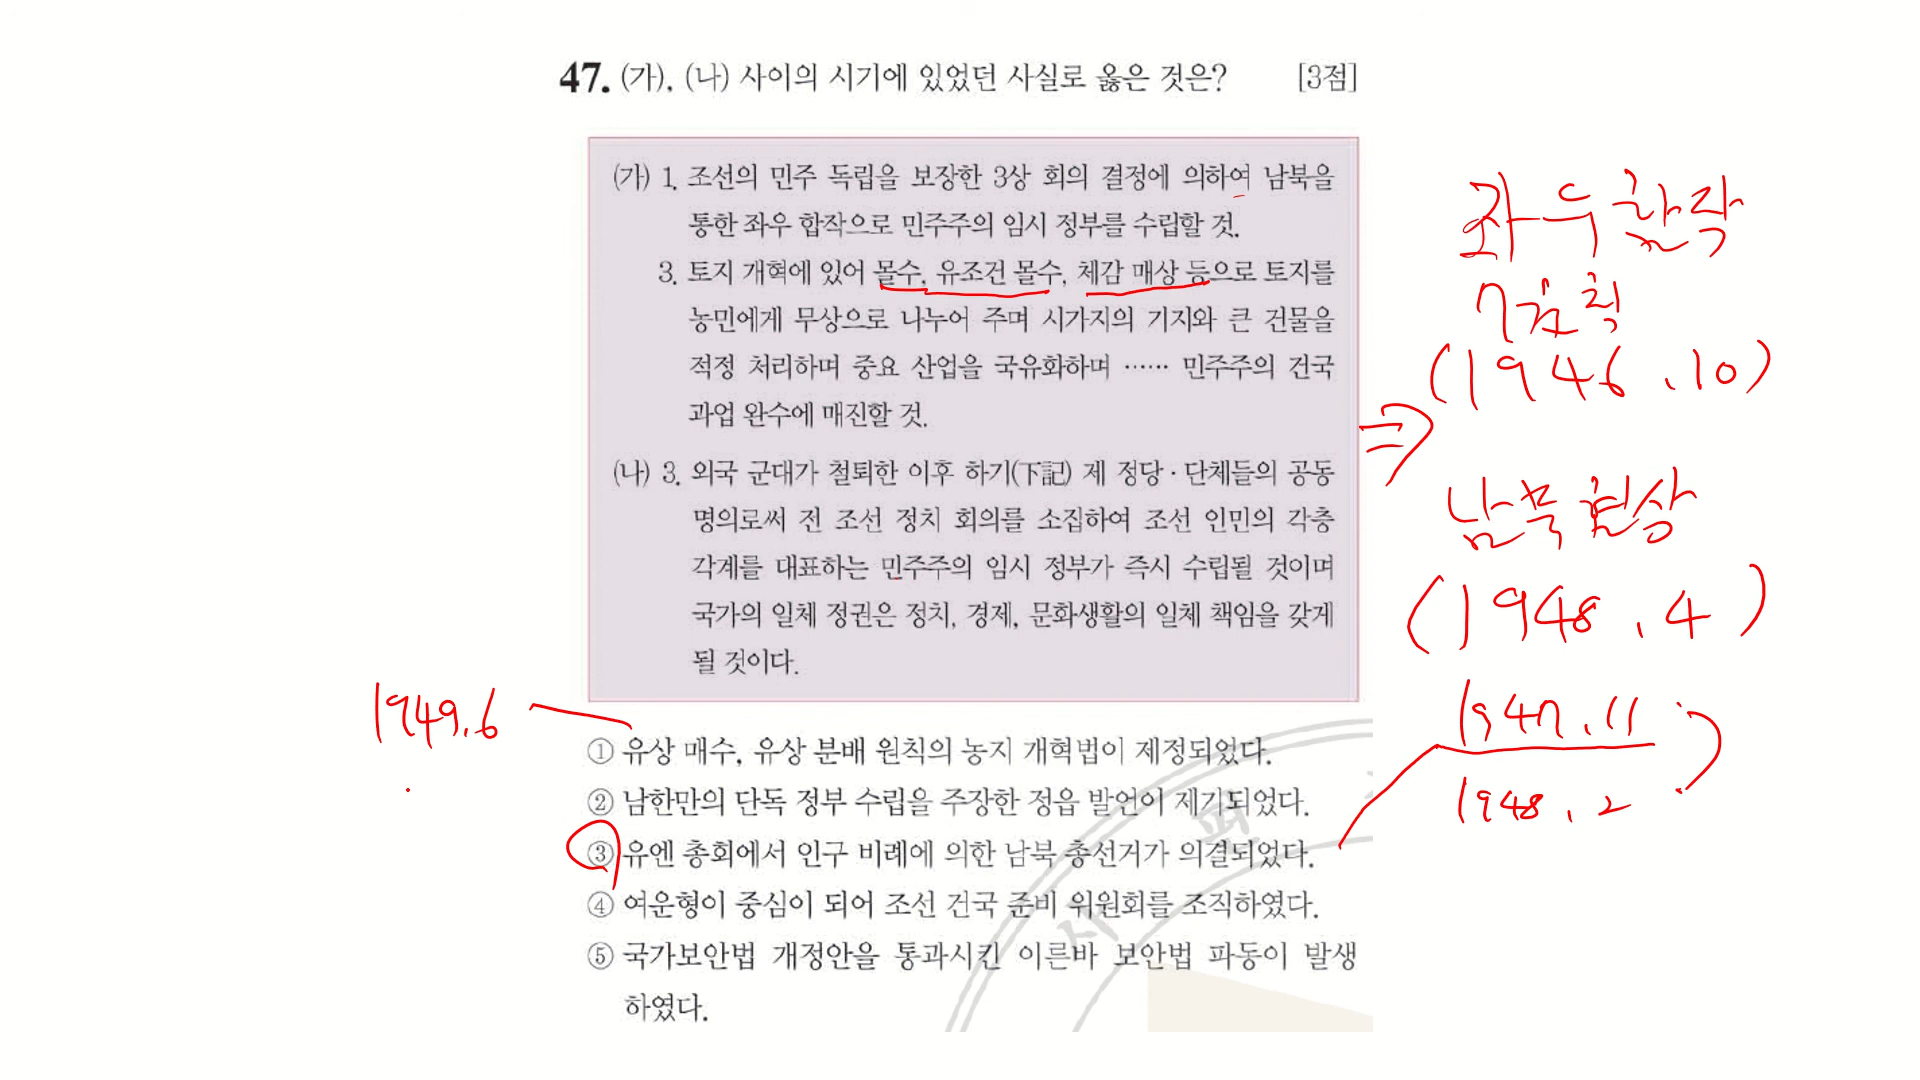 47. (가), (나) 사이의 시기에 있었던 사실로 옳은 것은? [3점]
(가) 1. 조선의 민주 독립을 보장한 3상 회의 결정에 의하여 남북을
통한 좌우 합작으로 민주주의 임시 정부를 수립할 것.
3. 토지 개혁에 있어 몰수, 유조건 몰수, 체감 매상 등으로 토지를
농민에게 무상으로 나누어 주며 시가지의 기지와 큰 건물을
적정 처리하며 중요 산업을 국유화하며 …… 민주주의 건국
과업 완수에 매진할 것.
(나) 3. 외국 군대가 철퇴한 이후 하기(下記) 제 정당·단체들의 공동
명의로써 전 조선 정치 회의를 소집하여 조선 인민의 각층
각계를 대표하는 민주주의 임시 정부가 즉시 수립될 것이며
국가의 일체 정권은 정치, 경제, 문화생활의 일체 책임을 갖게
될 것이다.
① 유상 매수, 유상 분배 원칙의 농지 개혁법이 제정되었다.
② 남한만의 단독 정부 수립을 주장한 정읍 발언이 제기되었다.
③ 유엔 총회에서 인구 비례에 의한 남북 총선거가 의결되었다.
④ 여운형이 중심이 되어 조선 건국 준비 위원회를 조직하였다.
⑤ 국가보안법 개정안을 통과시킨 이른바 보안법 파동이 발생
하였다.
좌우합작
7원칙
(1946.10)
⇒
남북협상
(1948.4)
1947.11
1948.2
1949.6